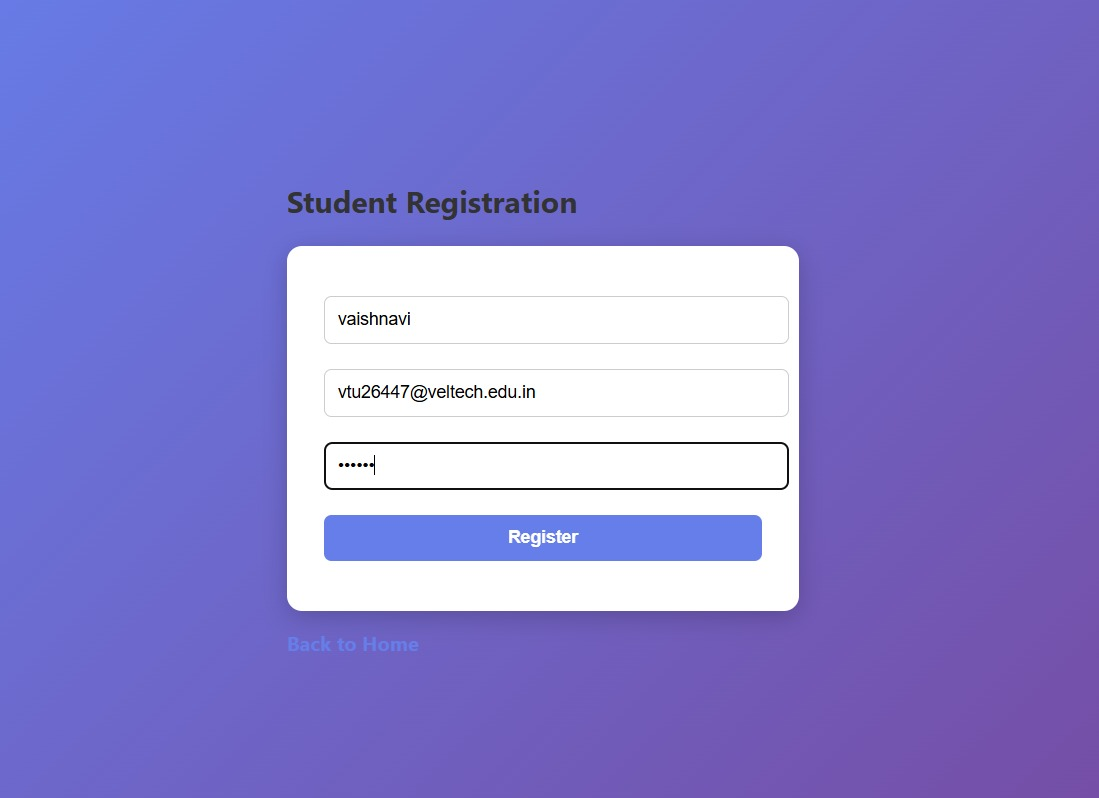 Student Registration
vaishnavi
vtu26447@veltech.edu.in
••••••
Register
Back to Home